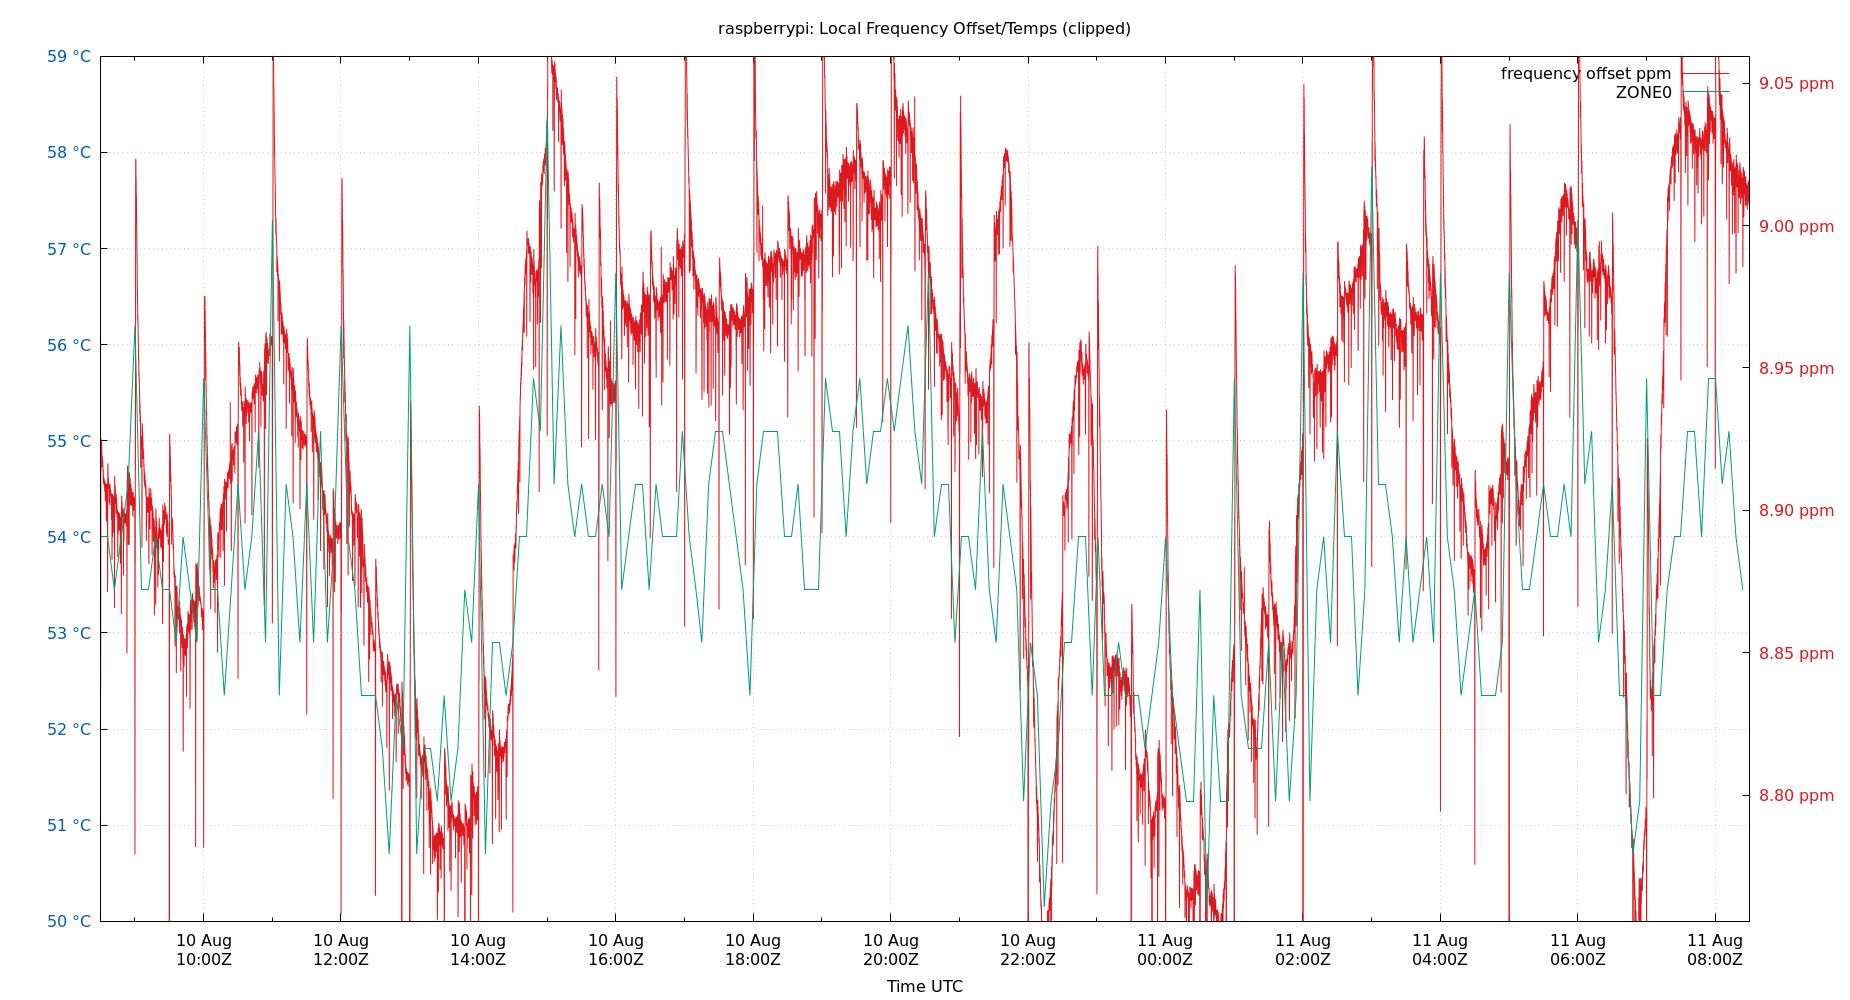 raspberrypi: Local Frequency Offset/Temps (clipped)
59 °C
58 °C
57 °C
56 °C
55 °C
54 °C
53 °C
52 °C
51 °C
50 °C
frequency offset ppm
ZONE0
9.05 ppm
9.00 ppm
8.95 ppm
8.90 ppm
8.85 ppm
8.80 ppm
10 Aug 10 Aug 10 Aug 10 Aug 10 Aug 10 Aug 10 Aug 11 Aug 11 Aug 11 Aug 11 Aug 11 Aug
10:00Z 12:00Z 14:00Z 16:00Z 18:00Z 20:00Z 22:00Z 00:00Z 02:00Z 04:00Z 06:00Z 08:00Z
Time UTC